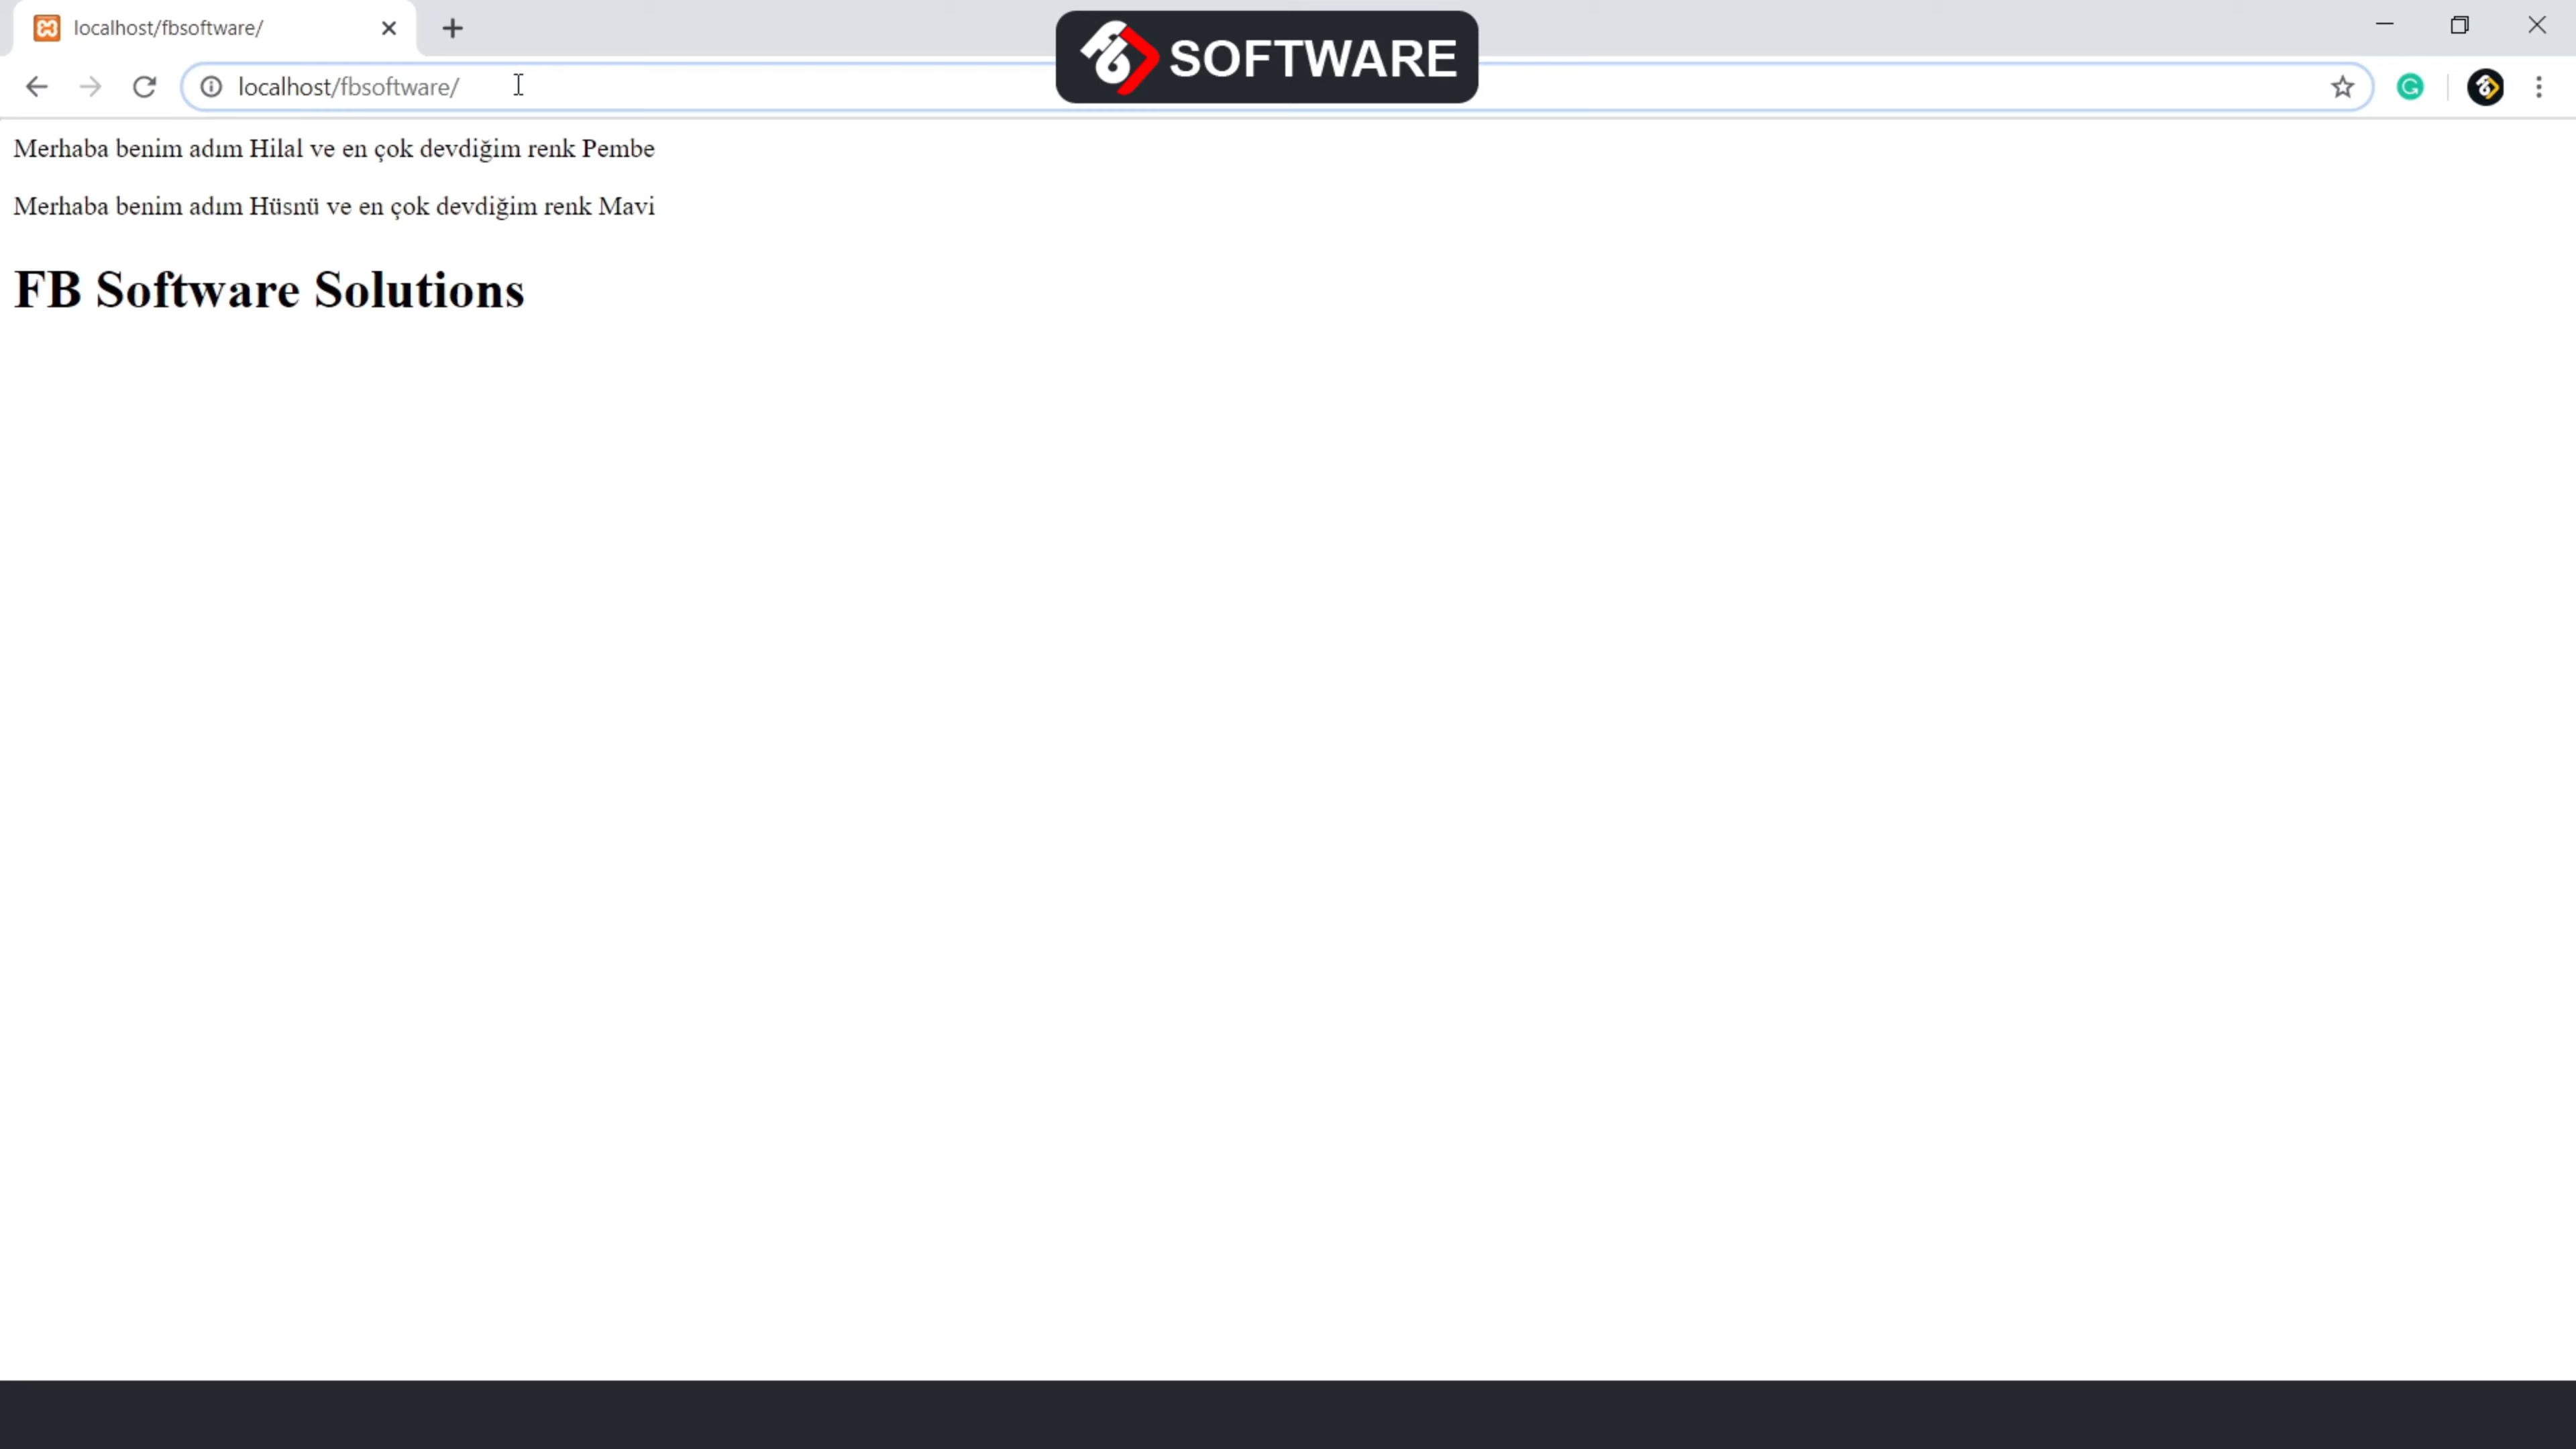 localhost/fbsoftware/
SOFTWARE
localhost/fbsoftware/
Merhaba benim adım Hilal ve en çok devdiğim renk Pembe
Merhaba benim adım Hüsnü ve en çok devdiğim renk Mavi
FB Software Solutions